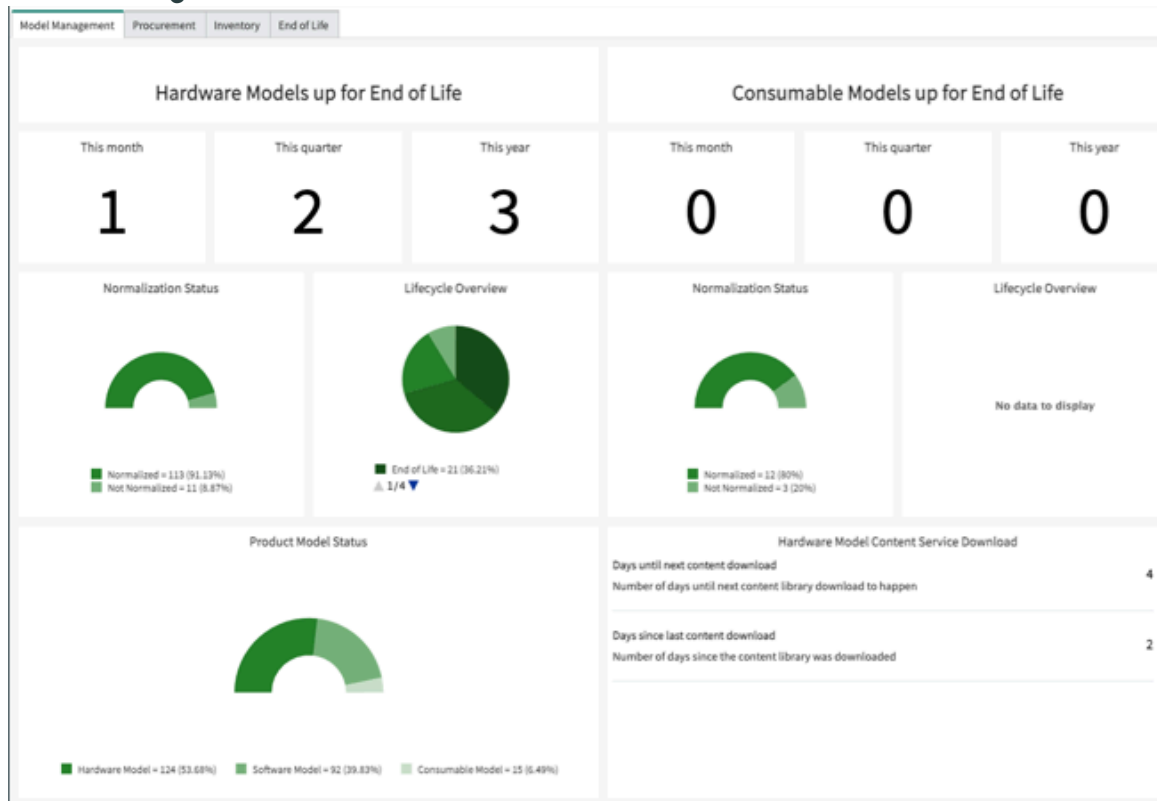 Model Management Procurement Inventory End of Life
Hardware Models up for End of Life
Consumable Models up for End of Life
This month This quarter This year
1 2 3
This month This quarter This year
0 0 0
Normalization Status
Normalized = 113 (91.13%)
Not Normalized = 11 (8.87%)
Lifecycle Overview
End of Life = 21 (36.21%)
1/4
Normalization Status
Normalized = 12 (80%)
Not Normalized = 3 (20%)
Lifecycle Overview
No data to display
Product Model Status
Hardware Model = 124 (53.68%) Software Model = 92 (39.83%) Consumable Model = 15 (6.49%)
Hardware Model Content Service Download
Days until next content download
Number of days until next content library download to happen
4
Days since last content download
Number of days since the content library was downloaded
2